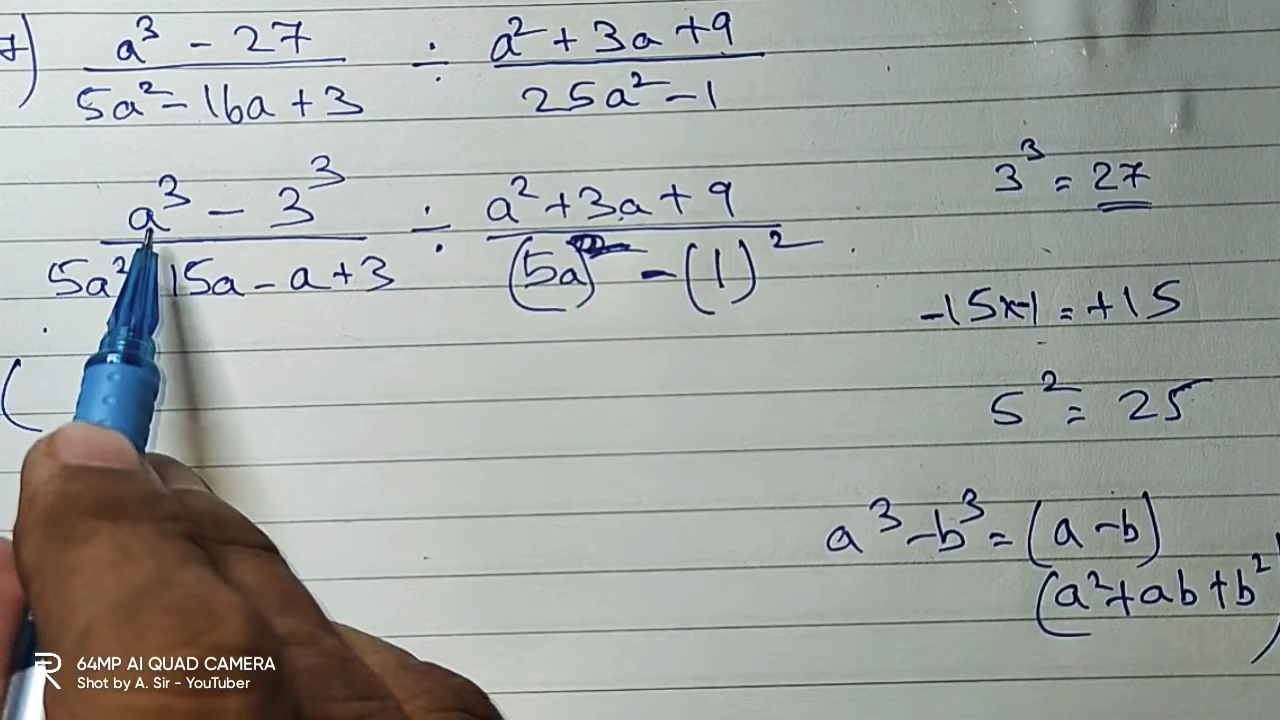 7) a³ - 27 / 5a² - 16a + 3 ÷ a² + 3a + 9 / 25a² - 1
a³ - 3³ / 5a² 15a - a + 3 ÷ a² + 3a + 9 / (5a) - (1)²
3³ = 27
-15x-1 = +15
5² = 25
(
a³ - b³ = (a - b)
(a² + ab + b²)
64MP AI QUAD CAMERA
Shot by A. Sir - YouTuber